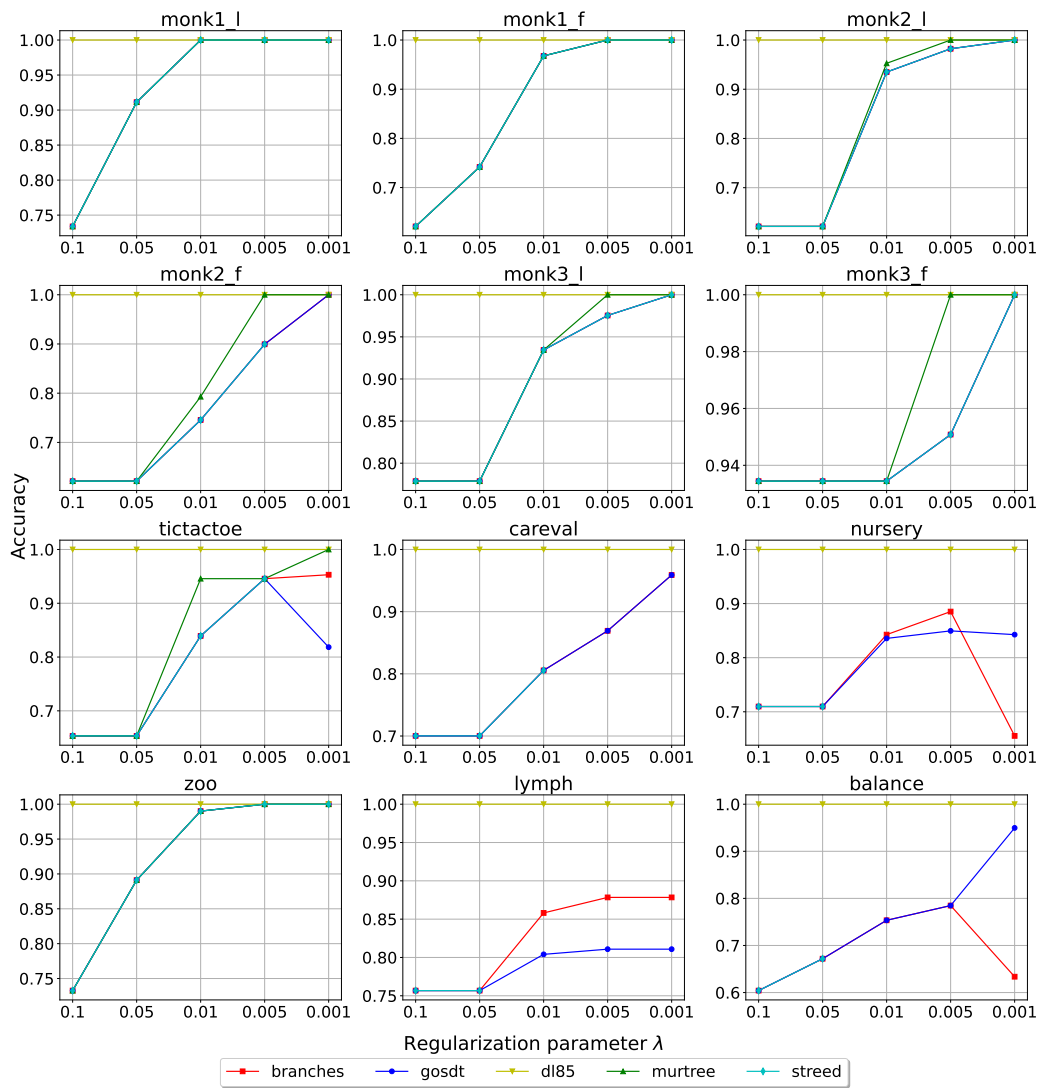 monk1_l monk1_f monk2_l
1.00 1.0 1.0
0.95
0.90 0.9 0.9
0.85 0.8 0.8
0.80
0.75 0.7 0.7
0.1 0.05 0.01 0.005 0.001 0.1 0.05 0.01 0.005 0.001 0.1 0.05 0.01 0.005 0.001
monk2_f monk3_l monk3_f
1.0 1.00 1.00
0.95 0.98
0.9 0.90
0.8 0.85 0.96
0.7 0.80 0.94
0.1 0.05 0.01 0.005 0.001 0.1 0.05 0.01 0.005 0.001 0.1 0.05 0.01 0.005 0.001
Accuracy
tictactoe careval nursery
1.0 1.0 1.0
0.9 0.9 0.9
0.8 0.8 0.8
0.7 0.7 0.7
0.1 0.05 0.01 0.005 0.001 0.1 0.05 0.01 0.005 0.001 0.1 0.05 0.01 0.005 0.001
zoo lymph balance
1.00 1.00 1.0
0.95 0.95 0.9
0.90 0.90
0.85 0.85 0.8
0.80 0.80 0.7
0.75 0.75 0.6
0.1 0.05 0.01 0.005 0.001 0.1 0.05 0.01 0.005 0.001 0.1 0.05 0.01 0.005 0.001
Regularization parameter λ
branches gosdt dl85 murtree streed